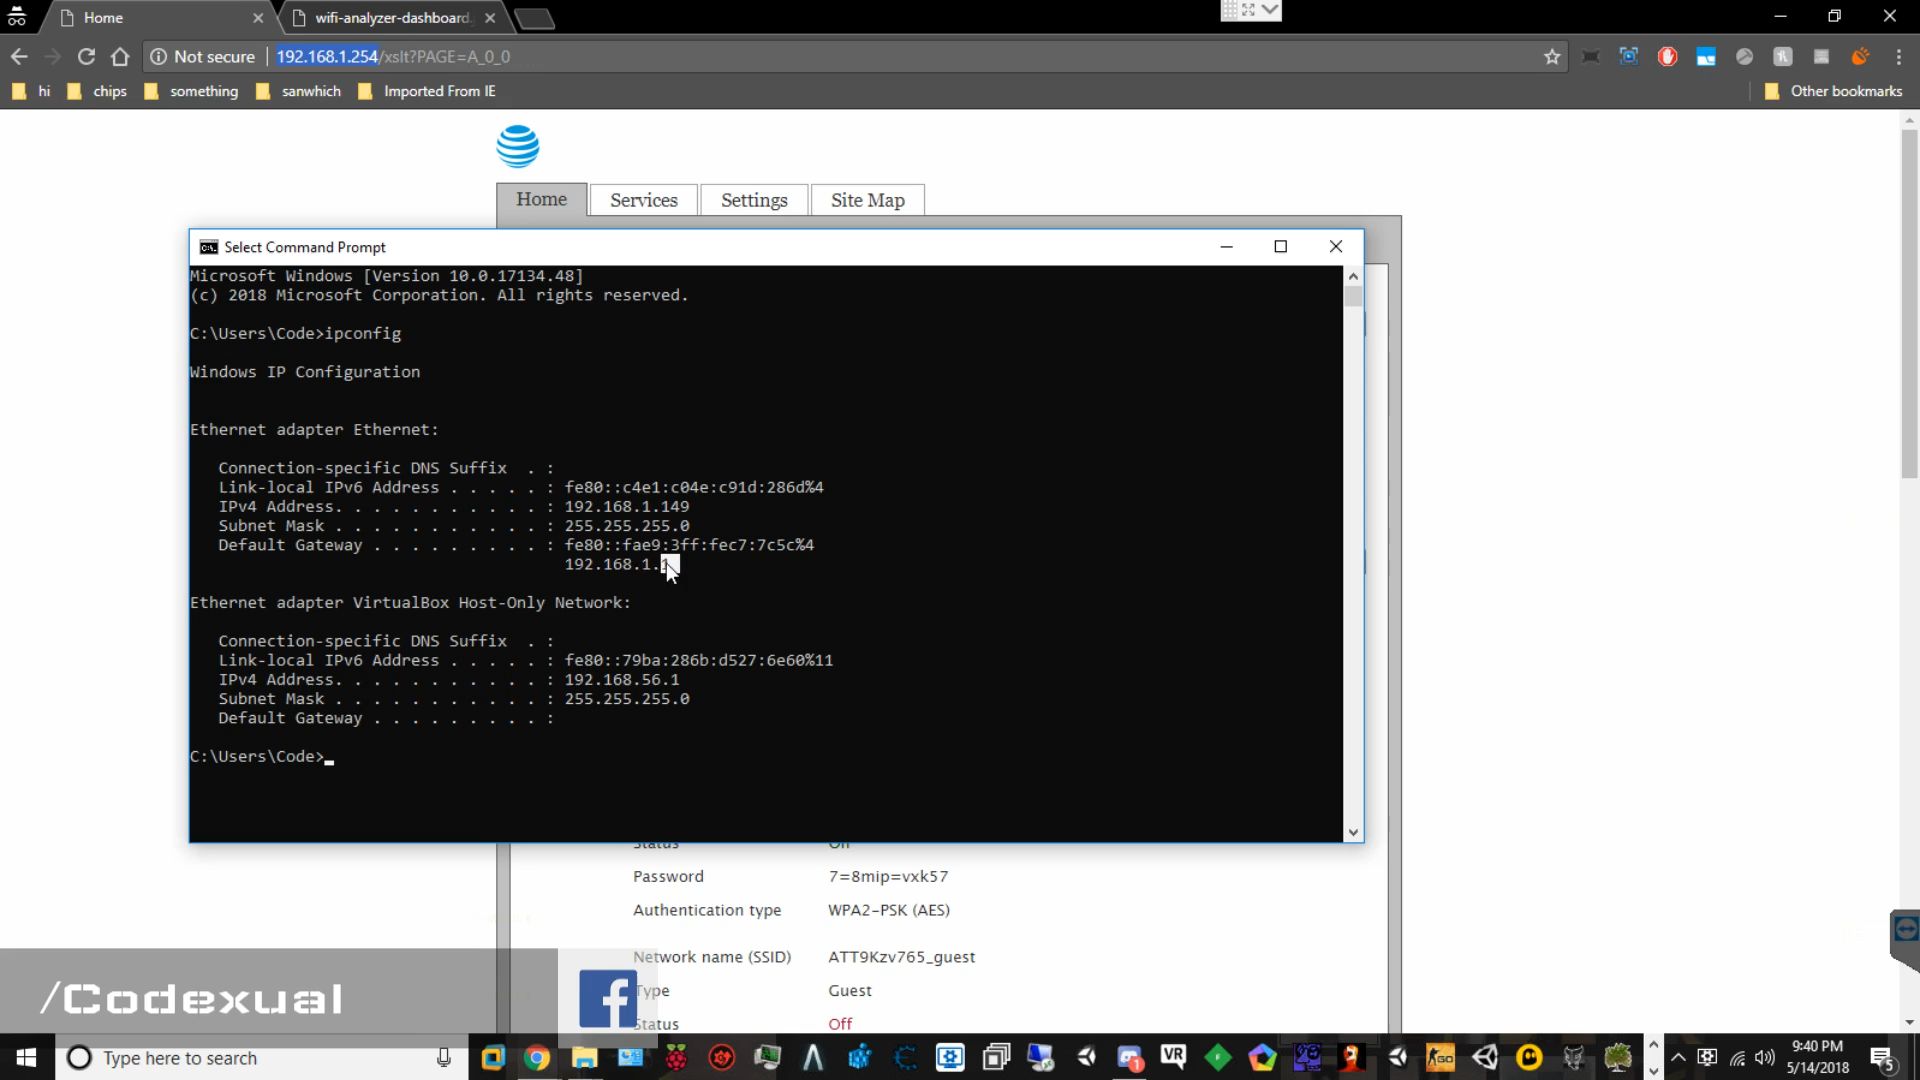 Home
wifi-analyzer-dashboard
Not secure
192.168.1.254/xslt?PAGE=A_0_0
hi
chips
something
sanwhich
Imported From IE
Other bookmarks
Home
Services
Settings
Site Map
Select Command Prompt
Microsoft Windows [Version 10.0.17134.48]
(c) 2018 Microsoft Corporation. All rights reserved.
C:\Users\Code>ipconfig
Windows IP Configuration
Ethernet adapter Ethernet:
Connection-specific DNS Suffix . :
Link-local IPv6 Address . . . . . : fe80::c4e1:c04e:c91d:286d%4
IPv4 Address. . . . . . . . . . . : 192.168.1.149
Subnet Mask . . . . . . . . . . . : 255.255.255.0
Default Gateway . . . . . . . . . : fe80::fae9:3ff:fec7:7c5c%4
192.168.1.
Ethernet adapter VirtualBox Host-Only Network:
Connection-specific DNS Suffix . :
Link-local IPv6 Address . . . . . : fe80::79ba:286b:d527:6e60%11
IPv4 Address. . . . . . . . . . . : 192.168.56.1
Subnet Mask . . . . . . . . . . . : 255.255.255.0
Default Gateway . . . . . . . . . :
C:\Users\Code>
Status On
Password 7=8mip=vxk57
Authentication type WPA2-PSK (AES)
Network name (SSID) ATT9Kzv765_guest
Type Guest
Status Off
/Codexual
f
Type here to search
VR
GO
9:40 PM
5/14/2018
5